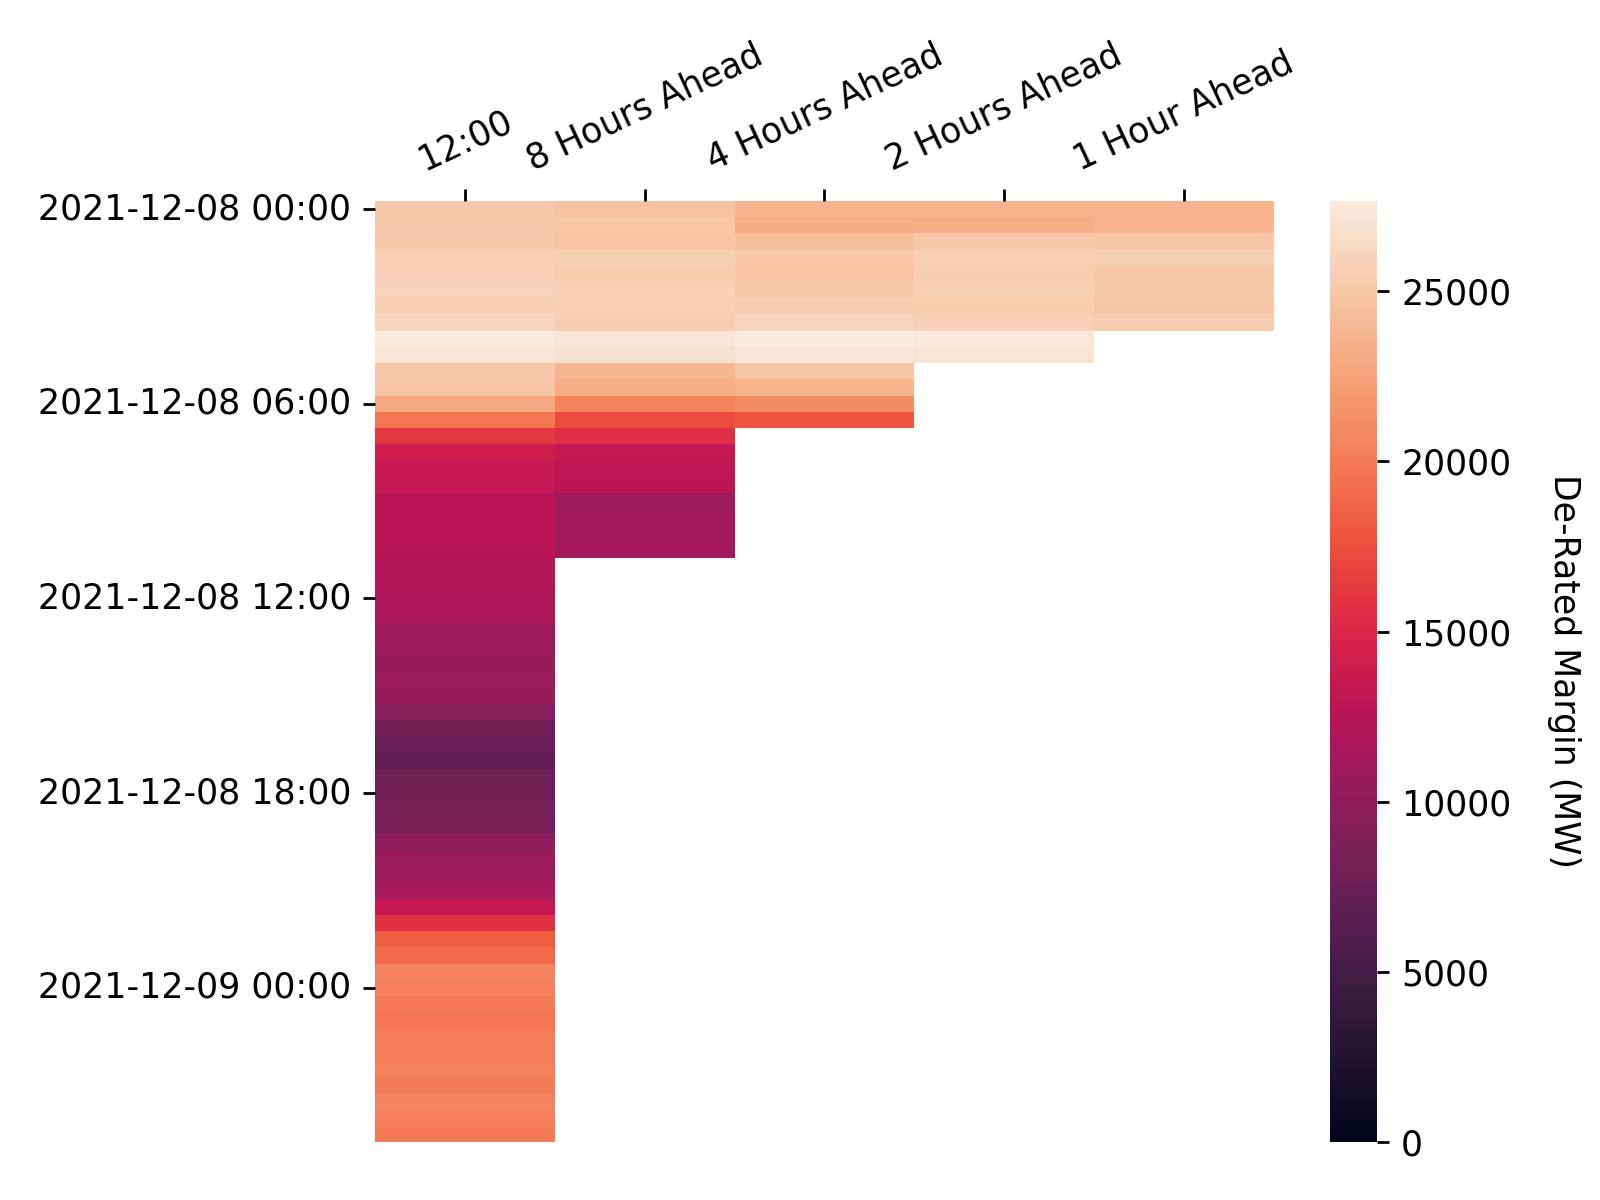 12:00
8 Hours Ahead
4 Hours Ahead
2 Hours Ahead
1 Hour Ahead
2021-12-08 00:00
2021-12-08 06:00
2021-12-08 12:00
2021-12-08 18:00
2021-12-09 00:00
25000
20000
15000
10000
5000
0
De-Rated Margin (MW)